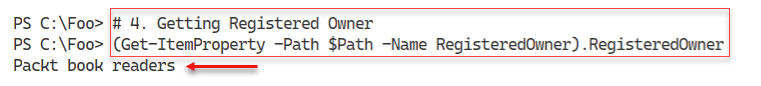 PS C:\Foo> # 4. Getting Registered Owner
PS C:\Foo> (Get-ItemProperty -Path $Path -Name RegisteredOwner).RegisteredOwner
Packt book readers